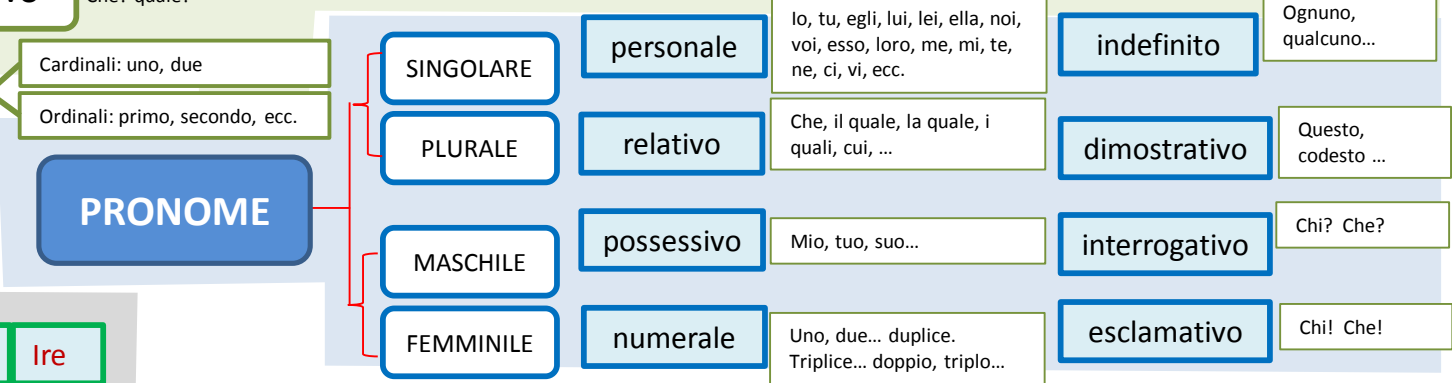 VO
Che? quale?
Cardinali: uno, due
Ordinali: primo, secondo, ecc.
PRONOME
SINGOLARE
PLURALE
MASCHILE
FEMMINILE
personale
Io, tu, egli, lui, lei, ella, noi,
voi, esso, loro, me, mi, te,
ne, ci, vi, ecc.
relativo
Che, il quale, la quale, i
quali, cui, ...
possessivo
Mio, tuo, suo…
numerale
Uno, due… duplice.
Triplice… doppio, triplo…
indefinito
Ognuno,
qualcuno…
dimostrativo
Questo,
codesto …
interrogativo
Chi? Che?
esclamativo
Chi! Che!
Ire